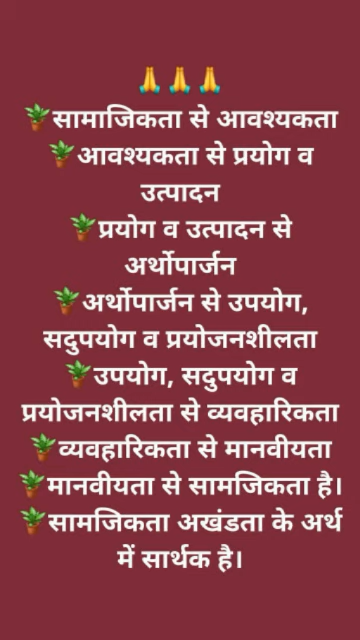 🙏🙏🙏
🪴सामाजिकता से आवश्यकता
🪴आवश्यकता से प्रयोग व
उत्पादन
🪴प्रयोग व उत्पादन से
अर्थोपार्जन
🪴अर्थोपार्जन से उपयोग,
सदुपयोग व प्रयोजनशीलता
🪴उपयोग, सदुपयोग व
प्रयोजनशीलता से व्यवहारिकता
🪴व्यवहारिकता से मानवीयता
🪴मानवीयता से सामजिकता है।
🪴सामजिकता अखंडता के अर्थ
में सार्थक है।